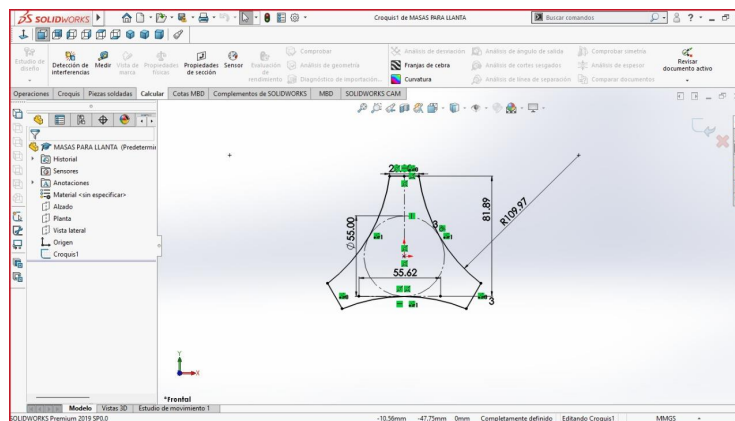 SOLIDWORKS
Croquis1 de MASAS PARA LLANTA
Buscar comandos
Estudio de diseño
Detección de interferencias
Medir
Vista de marca
Propiedades físicas
Propiedades de sección
Sensor
Evaluación de rendimiento
Comprobar
Análisis de geometría
Diagnóstico de importación...
Análisis de desviación
Franjas de cebra
Curvatura
Análisis de ángulo de salida
Análisis de cortes sesgados
Análisis de línea de separación
Comprobar simetría
Análisis de espesor
Comparar documentos
Revisar documento activo
Operaciones
Croquis
Piezas soldadas
Calcular
Cotas MBD
Complementos de SOLIDWORKS
MBD
SOLIDWORKS CAM
MASAS PARA LLANTA (Predetermi
Historial
Sensores
Anotaciones
Material <sin especificar>
Alzado
Planta
Vista lateral
Origen
Croquis1
81.89
R109.97
Ø55.00
55.62
3
3
Y
X
*Frontal
Modelo
Vistas 3D
Estudio de movimiento 1
SOLIDWORKS Premium 2019 SP0.0
-10.56mm
-47.75mm
0mm
Completamente definido
Editando Croquis1
MMGS